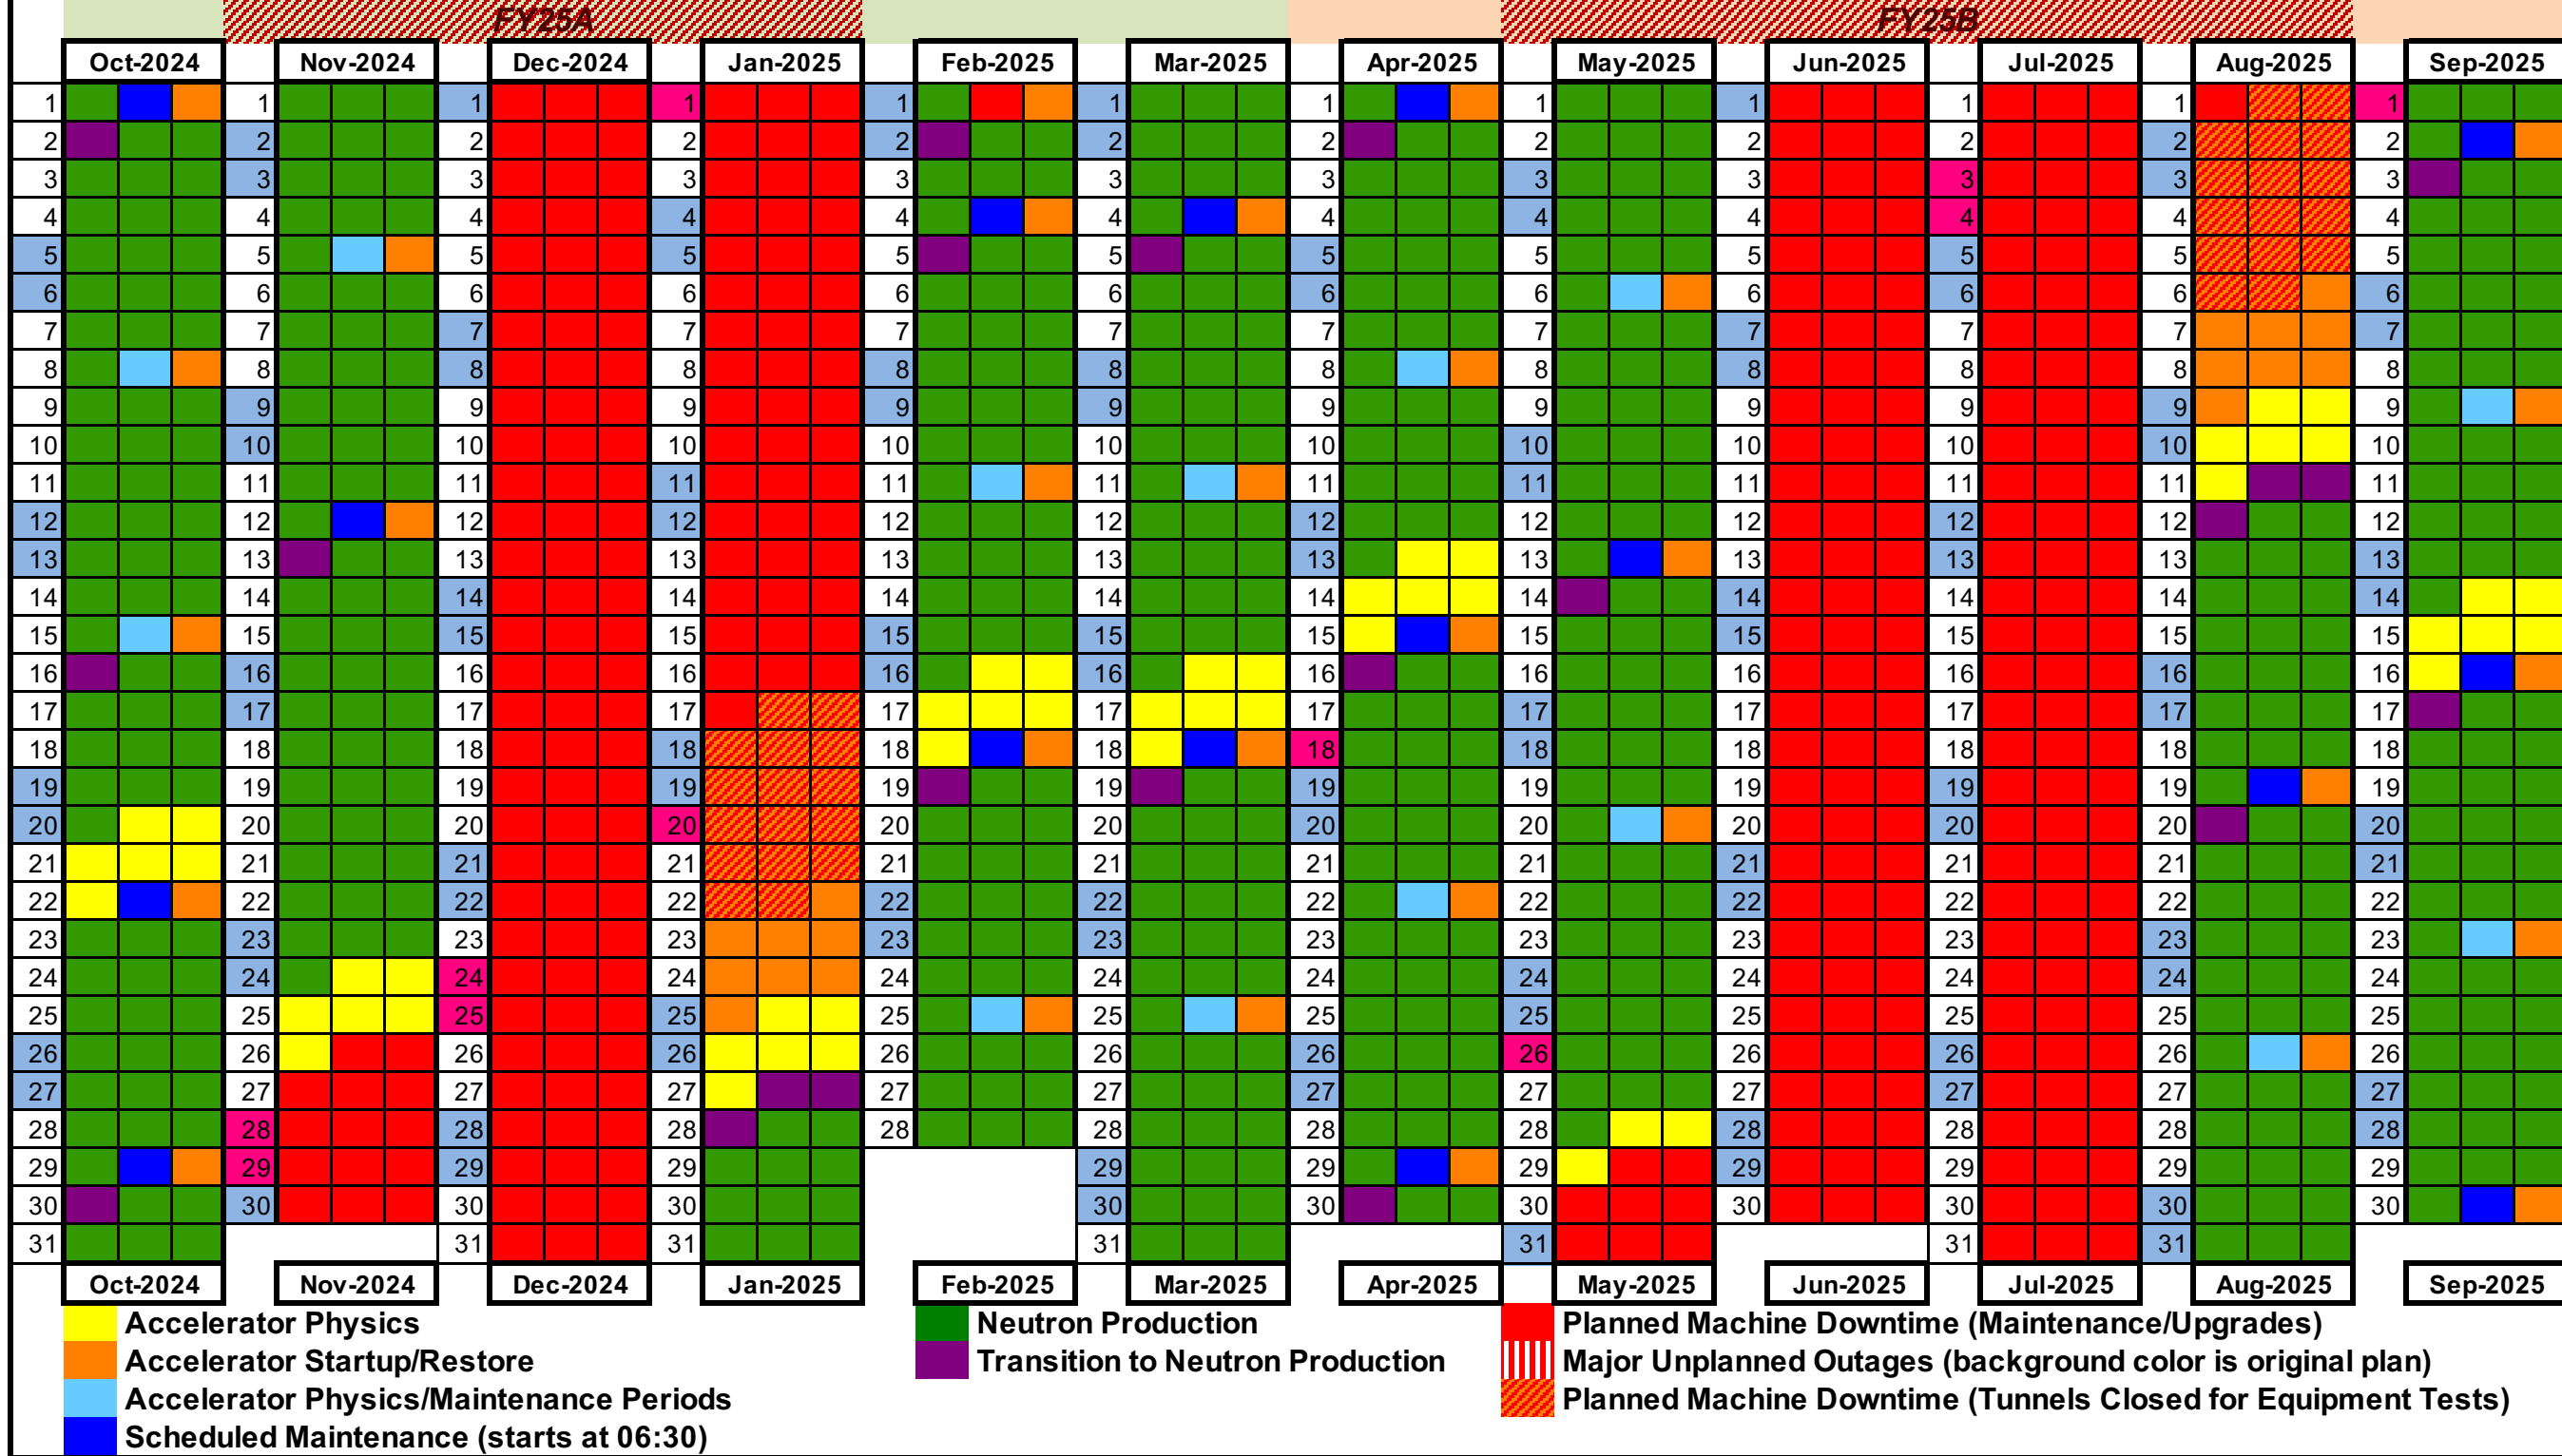 FY25A FY25B
Oct-2024 Nov-2024 Dec-2024 Jan-2025 Feb-2025 Mar-2025 Apr-2025 May-2025 Jun-2025 Jul-2025 Aug-2025 Sep-2025
1 1 1 1 1 1 1 1 1 1 1 1
2 2 2 2 2 2 2 2 2 2 2 2
3 3 3 3 3 3 3 3 3 3 3 3
4 4 4 4 4 4 4 4 4 4 4 4
5 5 5 5 5 5 5 5 5 5 5 5
6 6 6 6 6 6 6 6 6 6 6 6
7 7 7 7 7 7 7 7 7 7 7 7
8 8 8 8 8 8 8 8 8 8 8 8
9 9 9 9 9 9 9 9 9 9 9 9
10 10 10 10 10 10 10 10 10 10 10 10
11 11 11 11 11 11 11 11 11 11 11 11
12 12 12 12 12 12 12 12 12 12 12 12
13 13 13 13 13 13 13 13 13 13 13 13
14 14 14 14 14 14 14 14 14 14 14 14
15 15 15 15 15 15 15 15 15 15 15 15
16 16 16 16 16 16 16 16 16 16 16 16
17 17 17 17 17 17 17 17 17 17 17 17
18 18 18 18 18 18 18 18 18 18 18 18
19 19 19 19 19 19 19 19 19 19 19 19
20 20 20 20 20 20 20 20 20 20 20 20
21 21 21 21 21 21 21 21 21 21 21 21
22 22 22 22 22 22 22 22 22 22 22 22
23 23 23 23 23 23 23 23 23 23 23 23
24 24 24 24 24 24 24 24 24 24 24 24
25 25 25 25 25 25 25 25 25 25 25 25
26 26 26 26 26 26 26 26 26 26 26 26
27 27 27 27 27 27 27 27 27 27 27 27
28 28 28 28 28 28 28 28 28 28 28 28
29 29 29 29 29 29 29 29 29 29 29
30 30 30 30 30 30 30 30 30 30 30
31 31 31 31 31 31 31
Oct-2024 Nov-2024 Dec-2024 Jan-2025 Feb-2025 Mar-2025 Apr-2025 May-2025 Jun-2025 Jul-2025 Aug-2025 Sep-2025
Accelerator Physics
Accelerator Startup/Restore
Accelerator Physics/Maintenance Periods
Scheduled Maintenance (starts at 06:30)
Neutron Production
Transition to Neutron Production
Planned Machine Downtime (Maintenance/Upgrades)
Major Unplanned Outages (background color is original plan)
Planned Machine Downtime (Tunnels Closed for Equipment Tests)